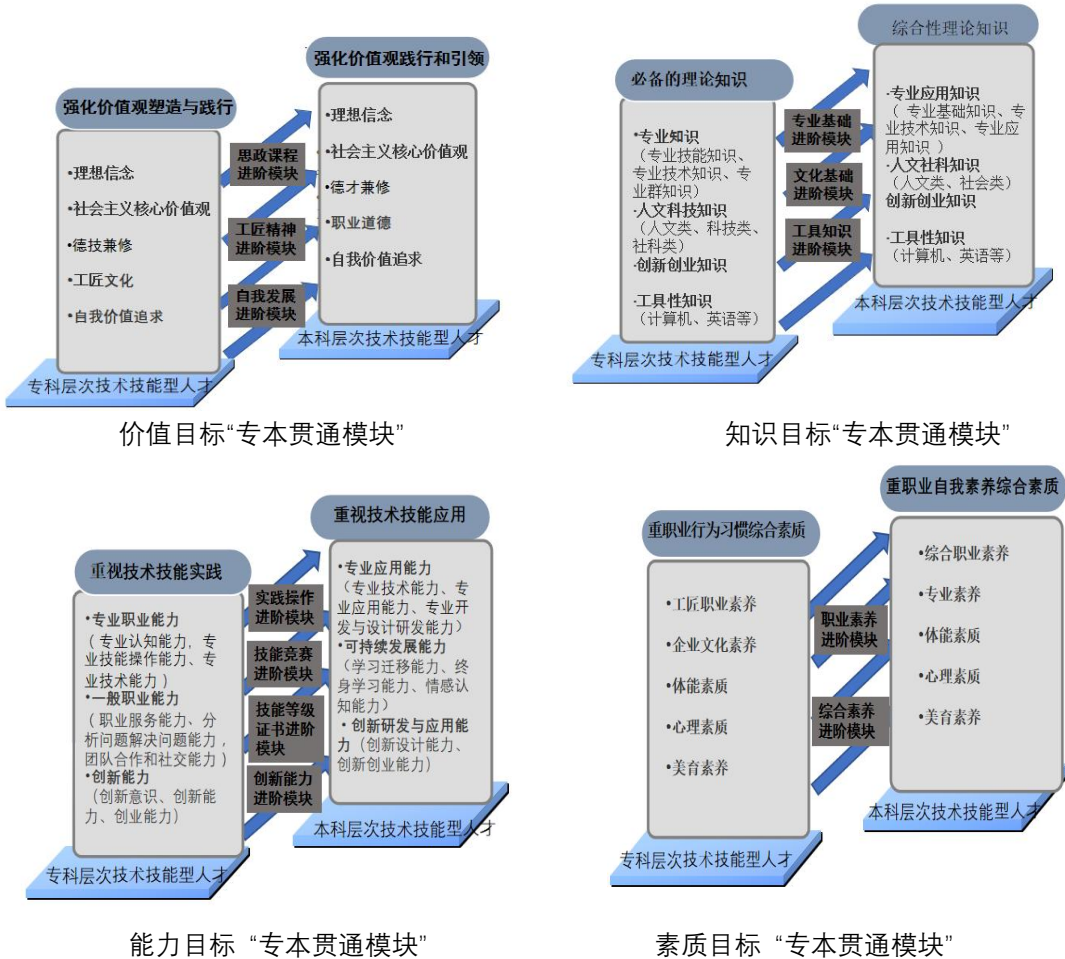 强化价值观塑造与践行
•理想信念
•社会主义核心价值观
•德技兼修
•工匠文化
•自我价值追求
专科层次技术技能型人才
思政课程
进阶模块
工匠精神
进阶模块
自我发展
进阶模块
强化价值观践行和引领
•理想信念
•社会主义核心价值观
•德才兼修
•职业道德
•自我价值追求
本科层次技术技能型人才
价值目标“专本贯通模块”
必备的理论知识
•专业知识
（专业技能知识、
专业技术知识、专
业群知识）
·人文科技知识
（人文类、科技类、
社科类）
·创新创业知识
·工具性知识
（计算机、英语等）
专科层次技术技能型人才
专业基础
进阶模块
文化基础
进阶模块
工具知识
进阶模块
综合性理论知识
·专业应用知识
（ 专业基础知识、专
业技术知识、专业应
用知识 ）
·人文社科知识
（人文类、社会类）
创新创业知识
·工具性知识
（计算机、英语等）
本科层次技术技能型人才
知识目标“专本贯通模块”
重视技术技能实践
•专业职业能力
（ 专业认知能力，专
业技能操作能力、专
业技术能力 ）
•一般职业能力
（ 职业服务能力、分
析问题解决问题能力，
团队合作和社交能力 ）
•创新能力
（创新意识、创新能
力、创业能力）
专科层次技术技能型人才
实践操作
进阶模块
技能竞赛
进阶模块
技能等级
证书进阶
模块
创新能力
进阶模块
重视技术技能应用
•专业应用能力
（专业技术能力、专
业应用能力、专业开
发与设计研发能力）
•可持续发展能力
（学习迁移能力、终
身学习能力、情感认
知能力）
• 创新研发与应用能
力（创新设计能力、
创新创业能力）
本科层次技术技能型人才
能力目标 “专本贯通模块”
重职业行为习惯综合素质
•工匠职业素养
•企业文化素养
•体能素质
•心理素质
•美育素养
专科层次技术技能型人才
职业素养
进阶模块
综合素养
进阶模块
重职业自我素养综合素质
•综合职业素养
•专业素养
•体能素质
•心理素质
•美育素养
本科层次技术技能型人才
素质目标 “专本贯通模块”